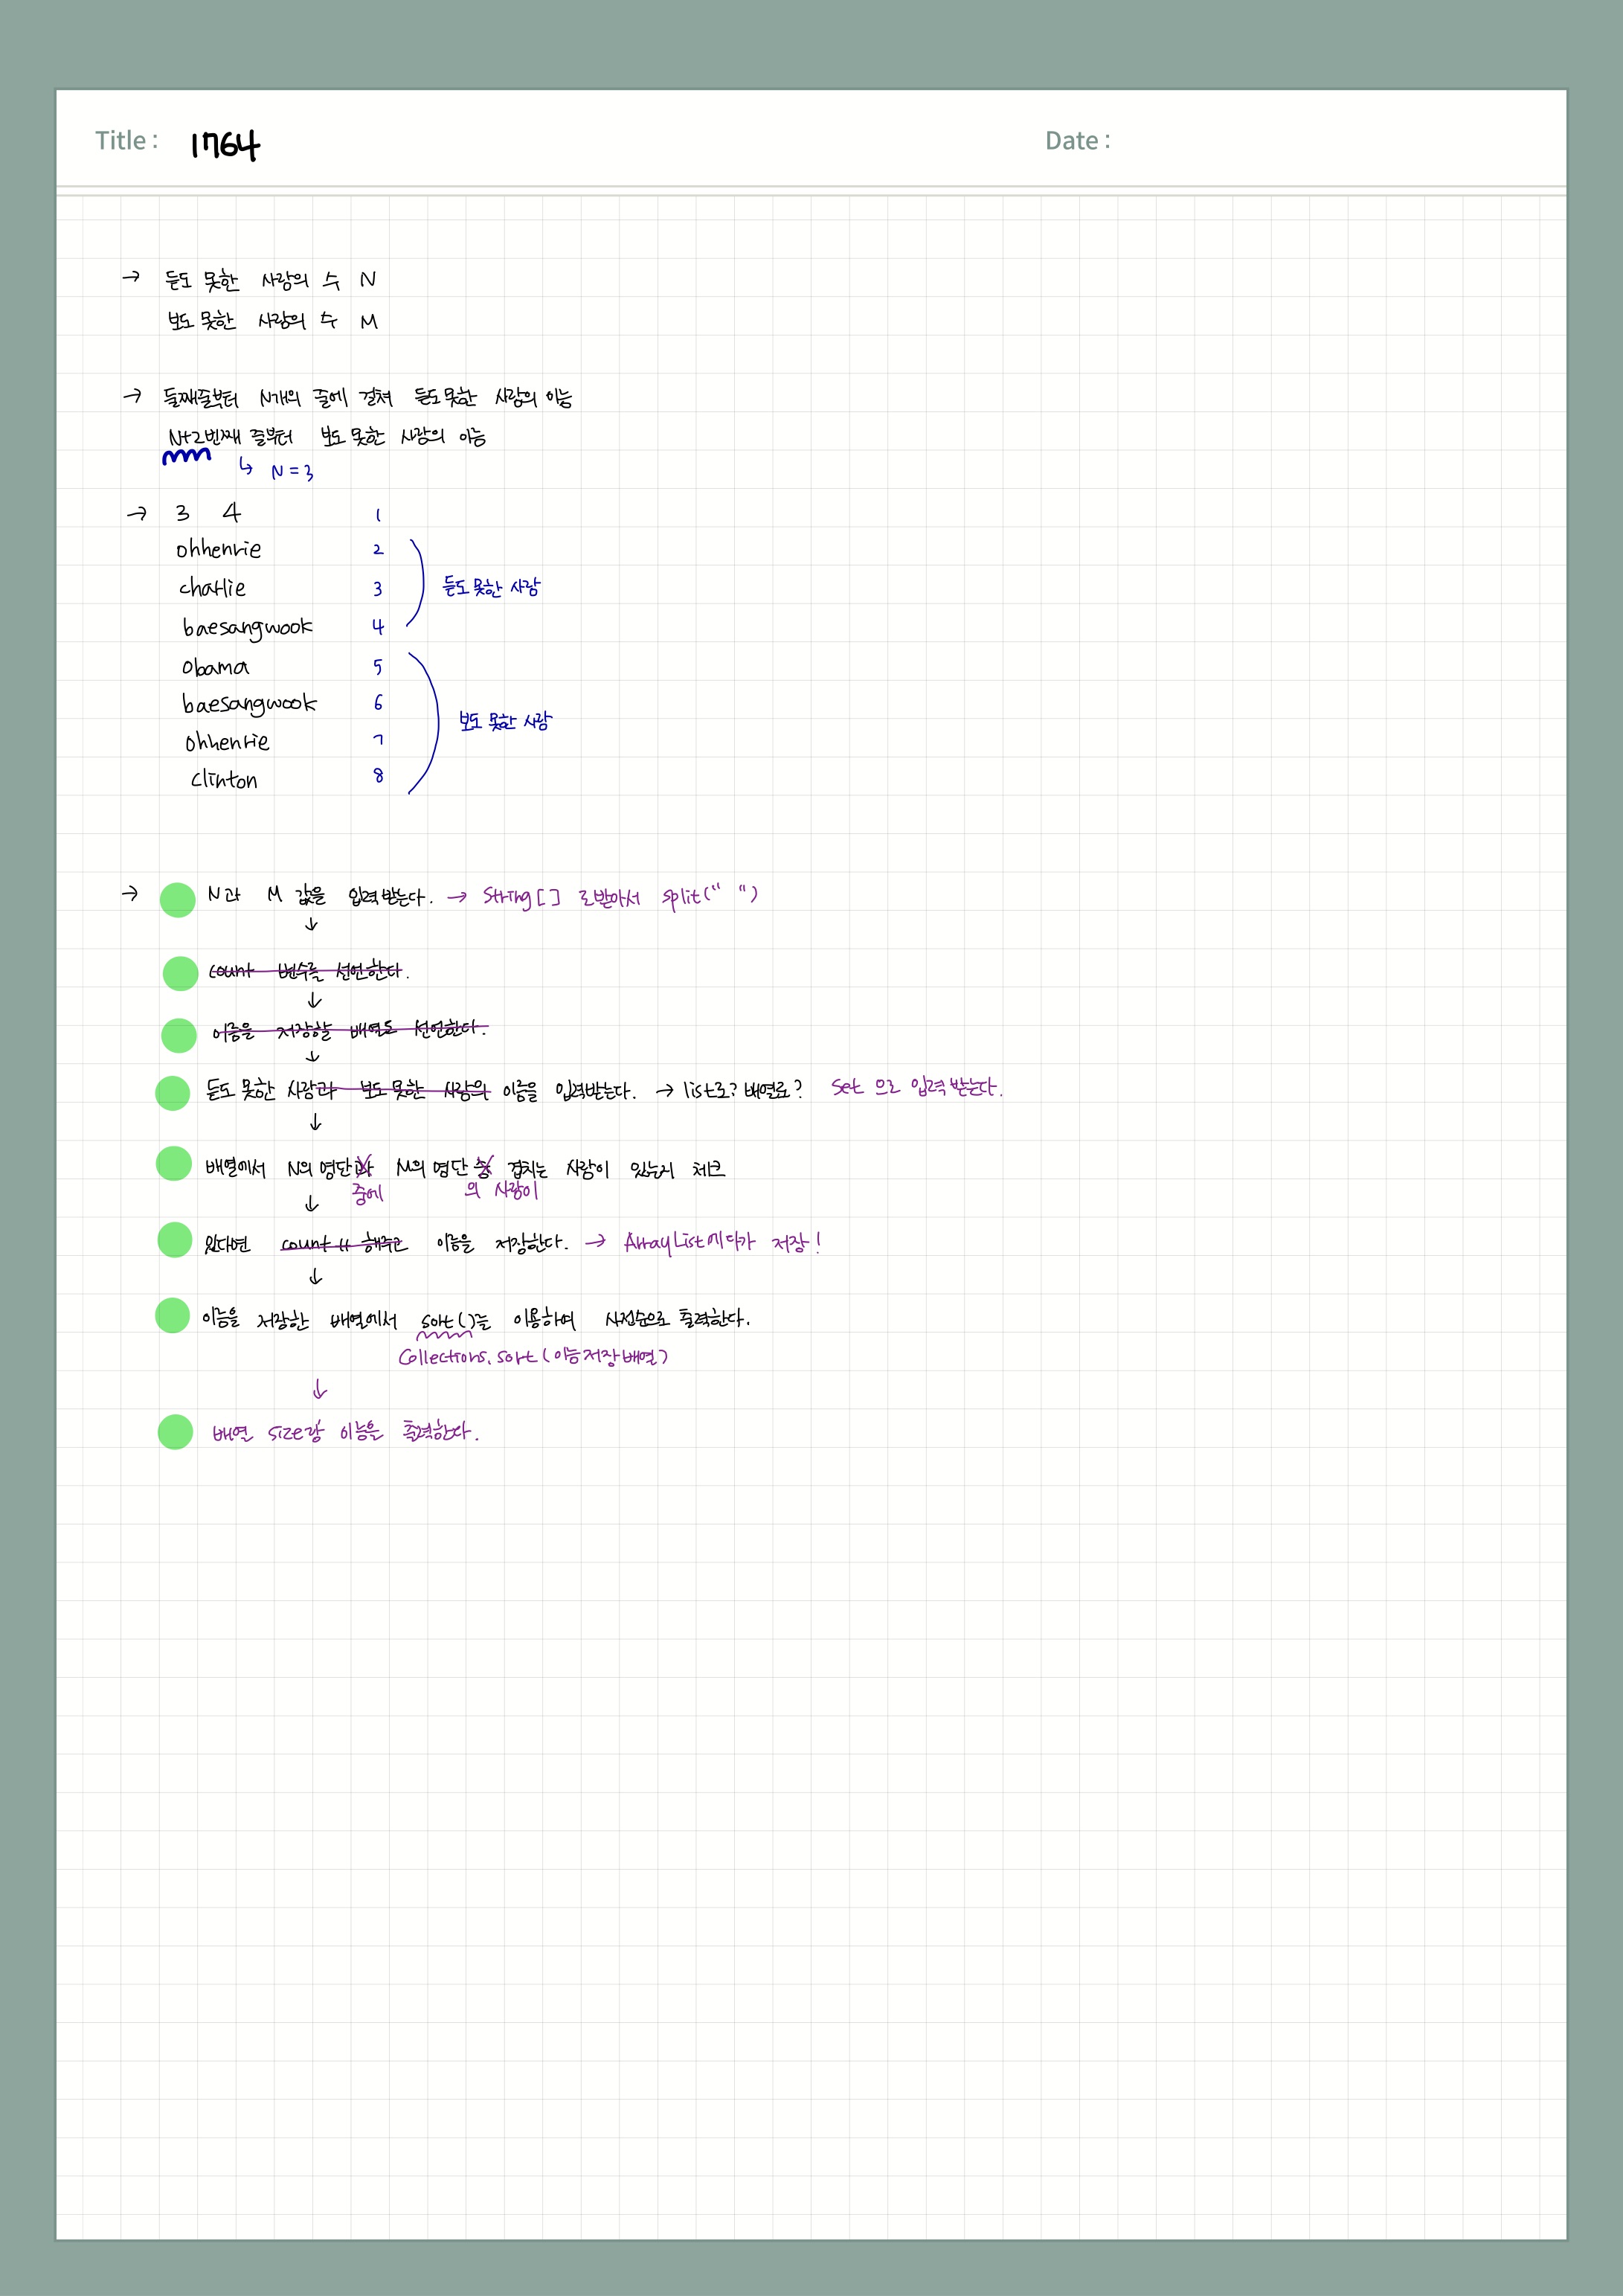 Title : 1764
Date :
→ 듣도 못한 사람의 수 N
보도 못한 사람의 수 M
→ 둘째줄부터 N개의 줄에 걸쳐 듣도못한 사람의 이름
N+2번째 줄부터 보도 못한 사람의 이름
↳ N = 3
→ 3 4 1
ohhenrie 2
charlie 3 듣도 못한 사람
baesangwook 4
obama 5
baesangwook 6 보도 못한 사람
ohhenrie 7
clinton 8
→ N과 M 값을 입력받는다. → String[] 로받아서 split(" ")
↓
count 변수를 선언한다.
↓
이름을 저장할 배열도 선언한다.
↓
듣도 못한 사람과 보도 못한 사람의 이름을 입력받는다. → list로? 배열로? Set 으로 입력 받는다.
↓
배열에서 N의 명단과 M의 명단 중 겹치는 사람이 있는지 체크
중에 의 사람이
↓
있다면 count ++ 해주고 이름을 저장한다. → ArrayList에다가 저장!
↓
이름을 저장한 배열에서 sort()를 이용하여 사전순으로 출력한다.
Collections.sort(이름저장배열)
↓
배열 size랑 이름을 출력한다.